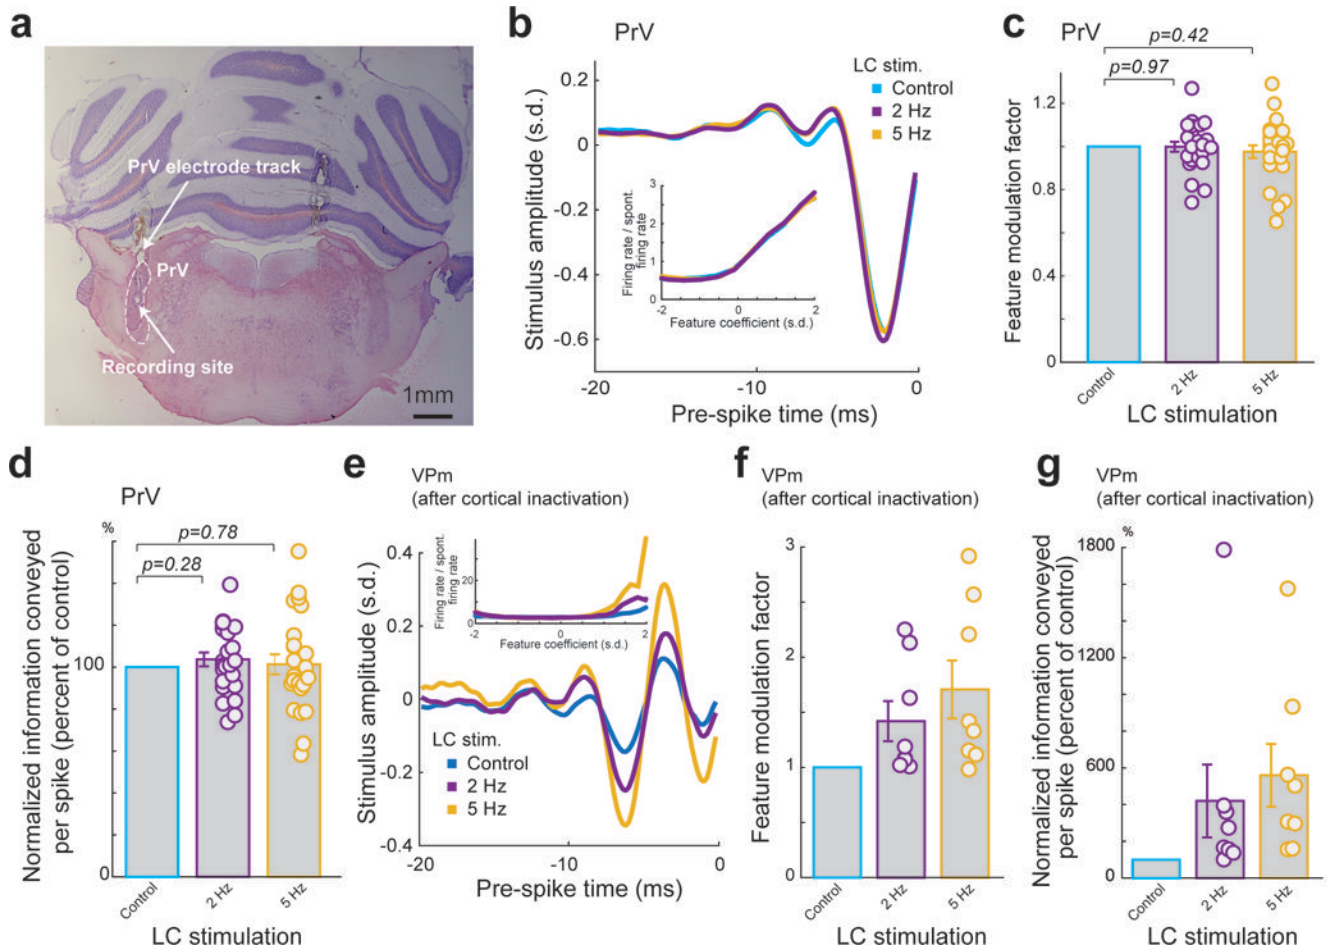 a
PrV electrode track
PrV
Recording site
1mm
b
PrV
LC stim.
Control
2 Hz
5 Hz
Stimulus amplitude (s.d.)
0.2
0
-0.2
-0.4
-0.6
Firing rate / spont.
firing rate
3
2
1
0
-2
0
2
Feature coefficient (s.d.)
-20
-10
0
Pre-spike time (ms)
c
PrV
p=0.42
p=0.97
Feature modulation factor
1.2
0.8
0.4
0
Control
2 Hz
5 Hz
LC stimulation
d
PrV
%
p=0.78
p=0.28
Normalized information conveyed
per spike (percent of control)
100
0
Control
2 Hz
5 Hz
LC stimulation
e
VPm
(after cortical inactivation)
Stimulus amplitude (s.d.)
0.4
0.2
0
-0.2
-0.4
Firing rate / spont.
firing rate
20
0
-2
0
2
Feature coefficient (s.d.)
LC stim.
Control
2 Hz
5 Hz
-20
-10
0
Pre-spike time (ms)
f
VPm
(after cortical inactivation)
Feature modulation factor
3
2
1
0
Control
2 Hz
5 Hz
LC stimulation
g
VPm
(after cortical inactivation)
%
Normalized information conveyed
per spike (percent of control)
1800
1200
600
0
Control
2 Hz
5 Hz
LC stimulation